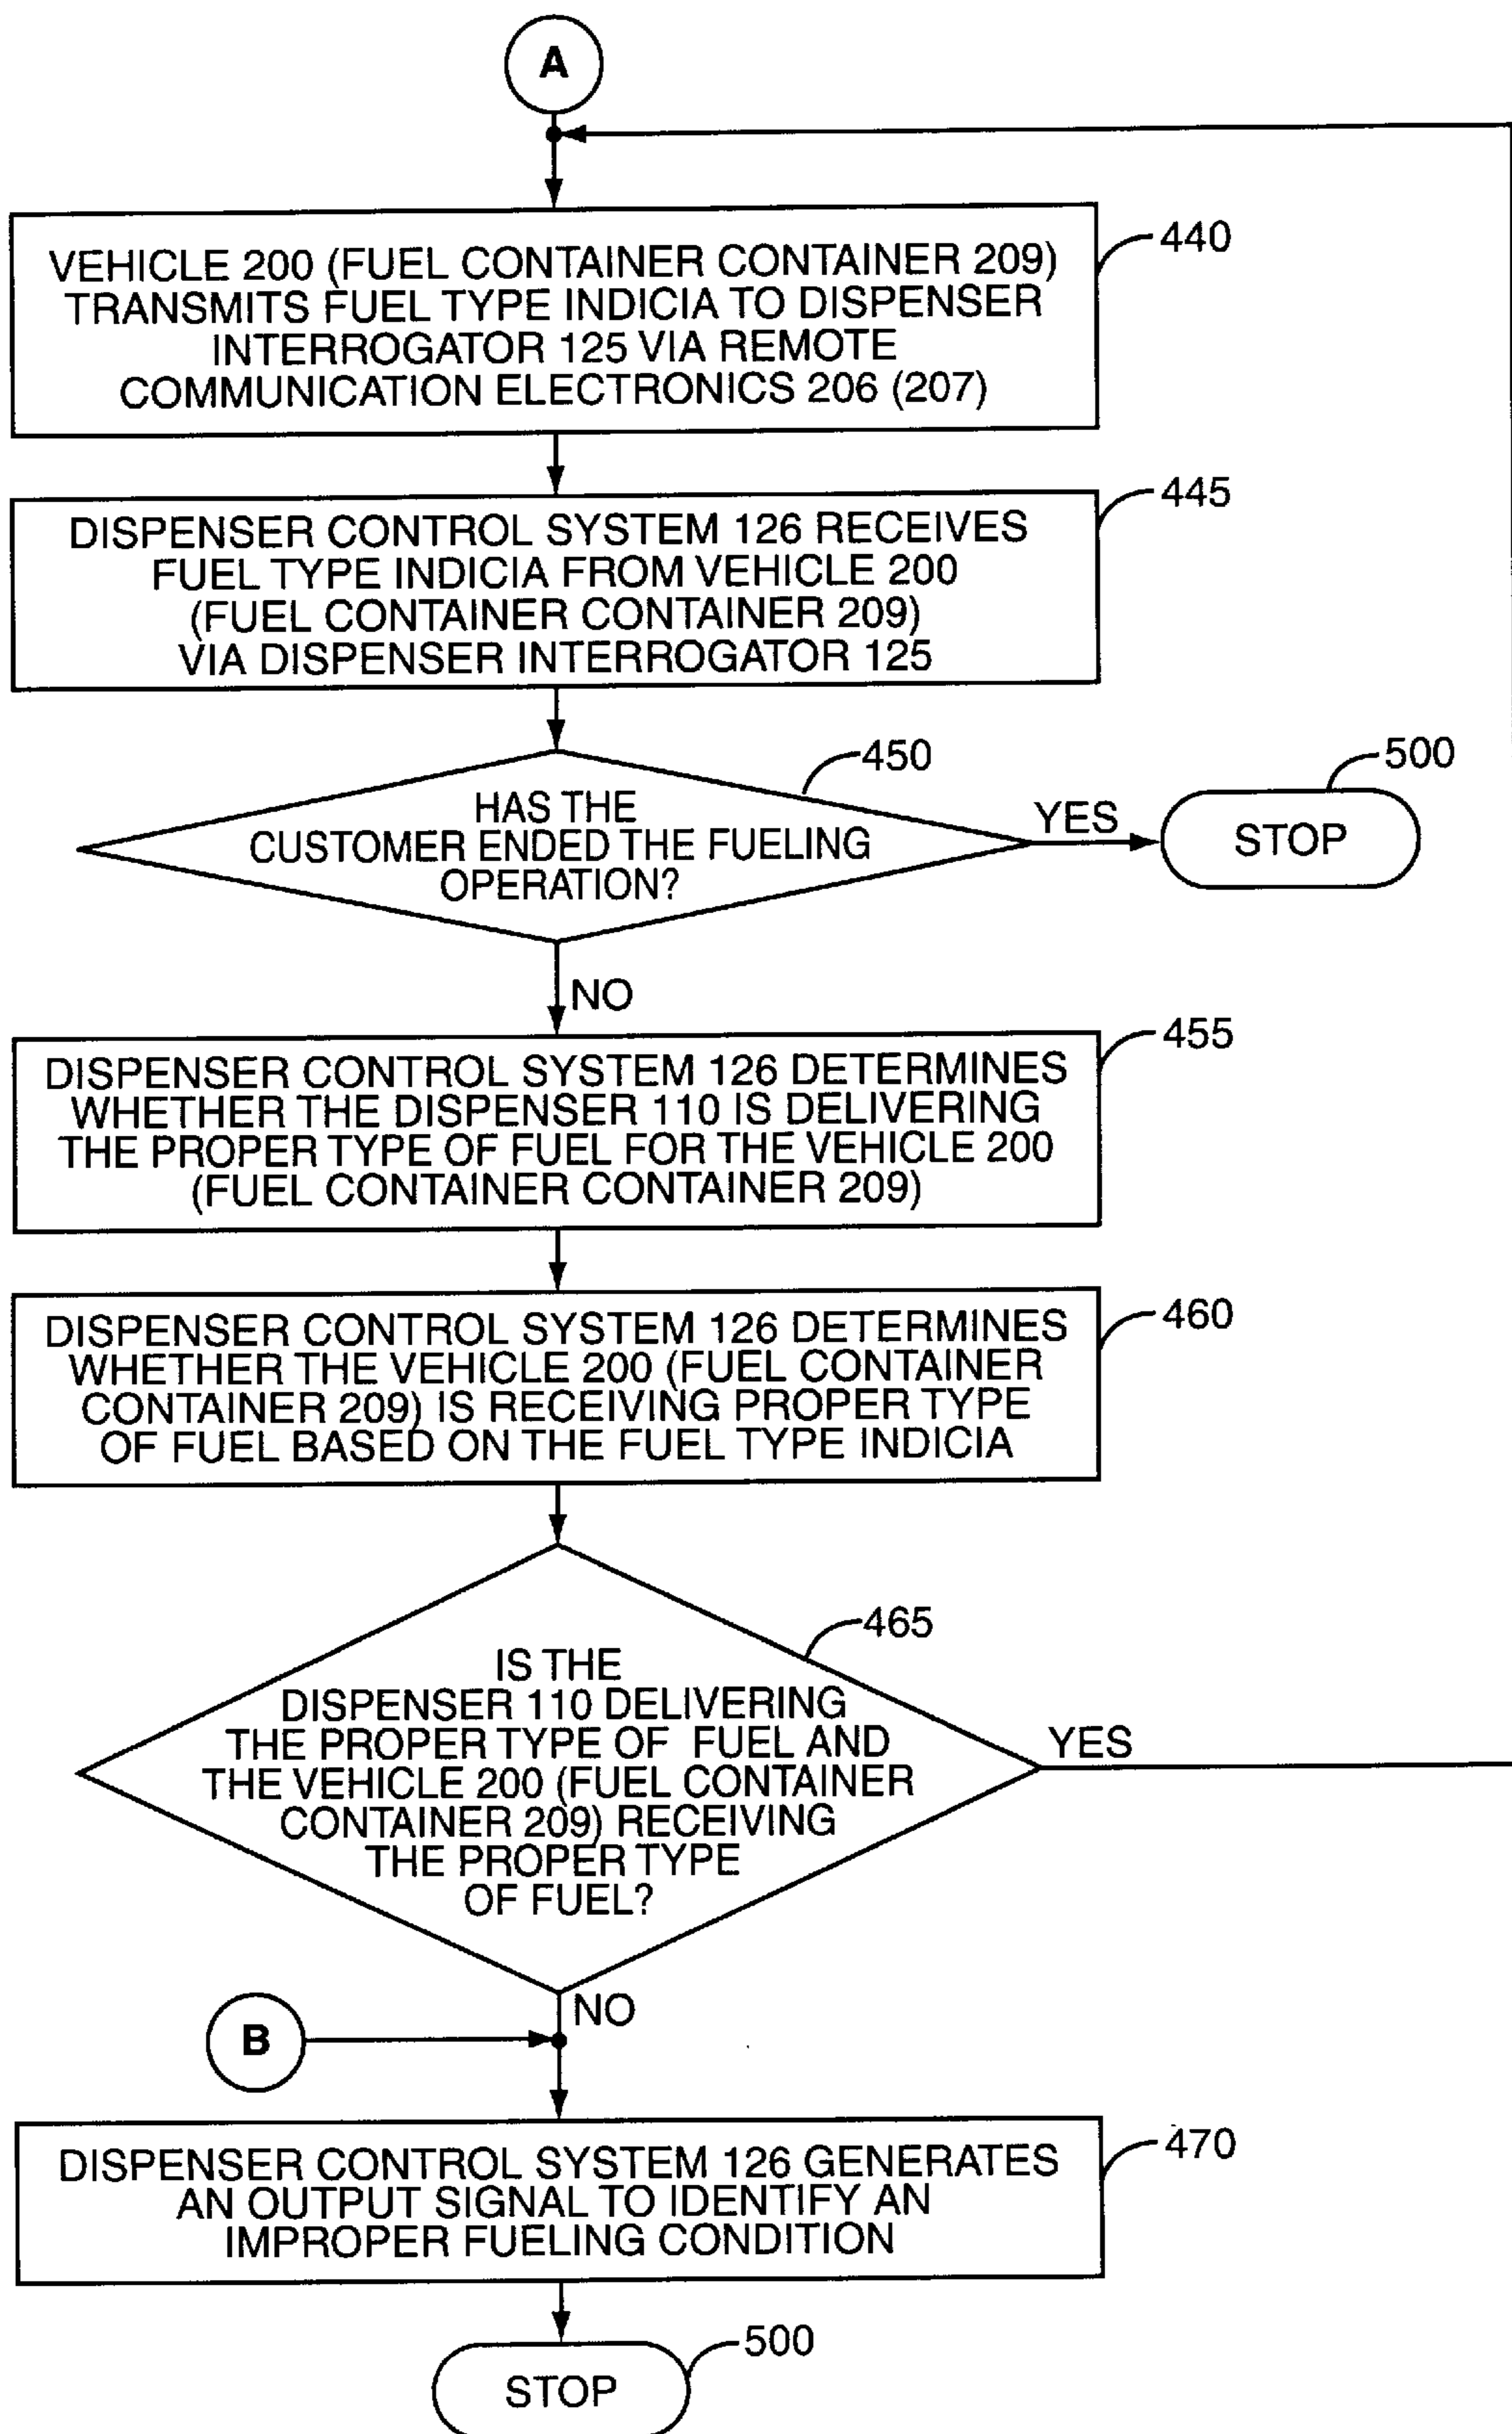 A
VEHICLE 200 (FUEL CONTAINER CONTAINER 209)
TRANSMITS FUEL TYPE INDICIA TO DISPENSER
INTERROGATOR 125 VIA REMOTE
COMMUNICATION ELECTRONICS 206 (207)
440
DISPENSER CONTROL SYSTEM 126 RECEIVES
FUEL TYPE INDICIA FROM VEHICLE 200
(FUEL CONTAINER CONTAINER 209)
VIA DISPENSER INTERROGATOR 125
445
HAS THE
CUSTOMER ENDED THE FUELING
OPERATION?
450
YES
STOP
500
NO
DISPENSER CONTROL SYSTEM 126 DETERMINES
WHETHER THE DISPENSER 110 IS DELIVERING
THE PROPER TYPE OF FUEL FOR THE VEHICLE 200
(FUEL CONTAINER CONTAINER 209)
455
DISPENSER CONTROL SYSTEM 126 DETERMINES
WHETHER THE VEHICLE 200 (FUEL CONTAINER
CONTAINER 209) IS RECEIVING PROPER TYPE
OF FUEL BASED ON THE FUEL TYPE INDICIA
460
IS THE
DISPENSER 110 DELIVERING
THE PROPER TYPE OF FUEL AND
THE VEHICLE 200 (FUEL CONTAINER
CONTAINER 209) RECEIVING
THE PROPER TYPE
OF FUEL?
465
YES
NO
B
DISPENSER CONTROL SYSTEM 126 GENERATES
AN OUTPUT SIGNAL TO IDENTIFY AN
IMPROPER FUELING CONDITION
470
STOP
500